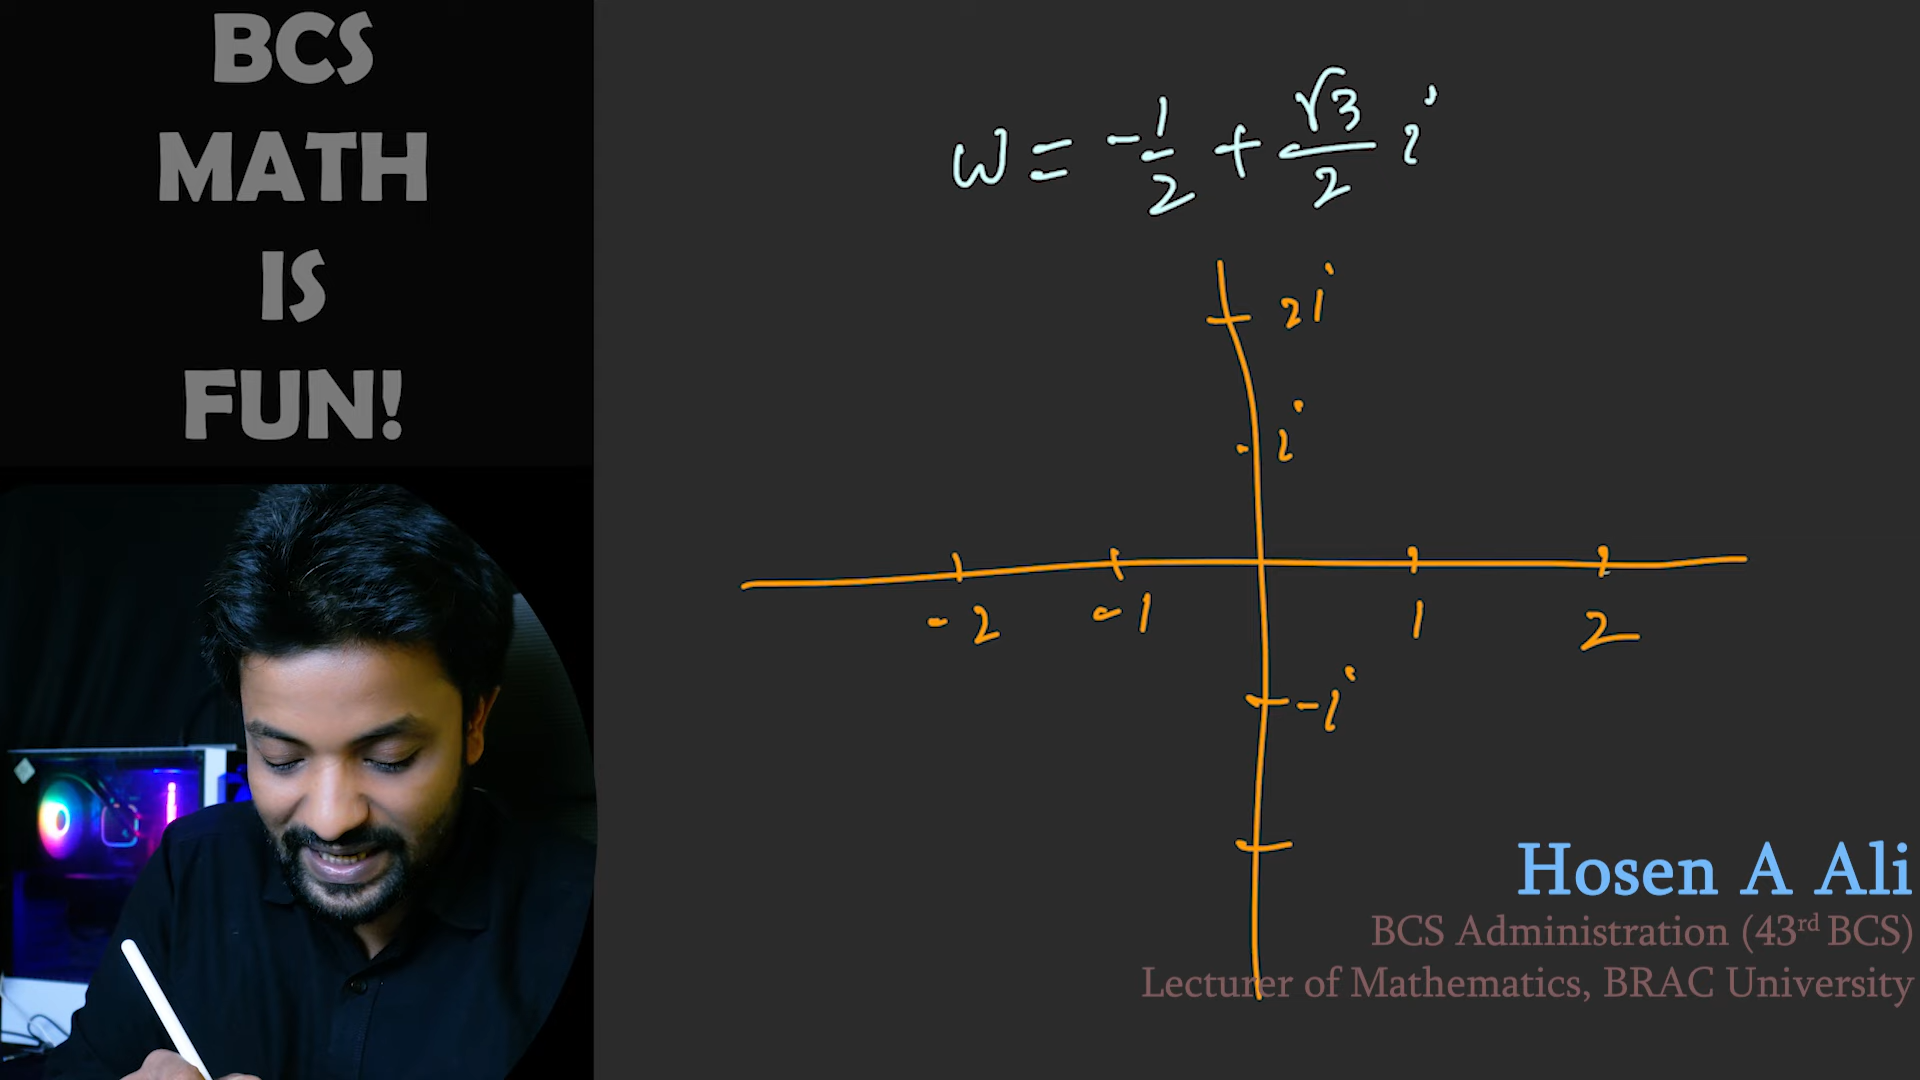 BCS
MATH
IS
FUN!
ω = -1/2 + √3/2 i
2i
i
-2 -1 1 2
-i
Hosen A Ali
BCS Administration (43rd BCS)
Lecturer of Mathematics, BRAC University